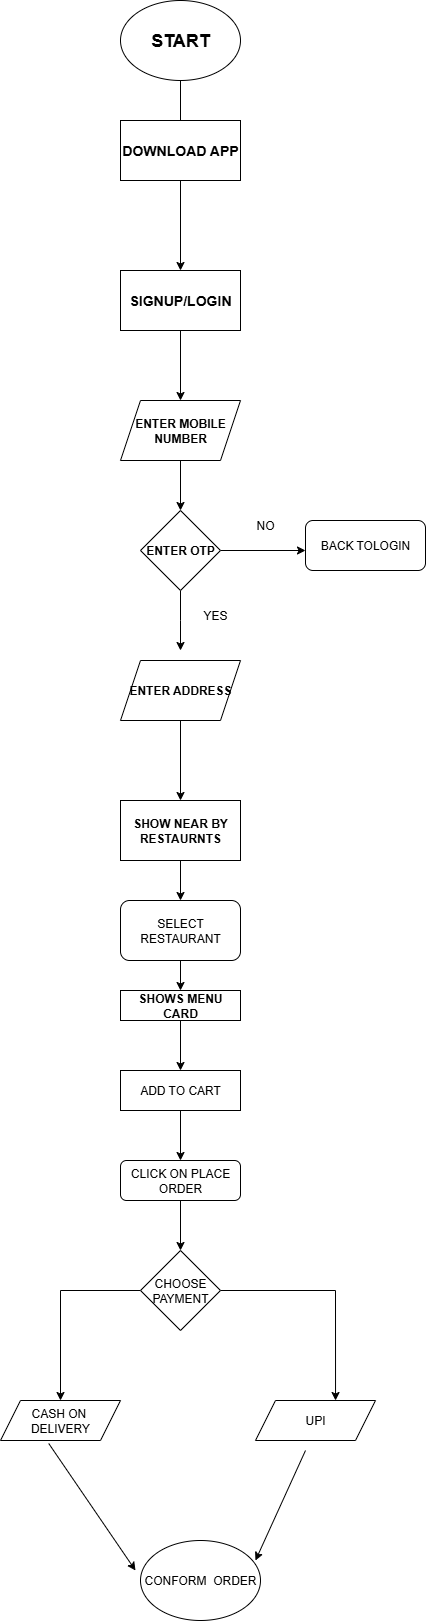 START
DOWNLOAD APP
SIGNUP/LOGIN
ENTER MOBILE
NUMBER
ENTER OTP
NO
BACK TOLOGIN
YES
ENTER ADDRESS
SHOW NEAR BY
RESTAURNTS
SELECT
RESTAURANT
SHOWS MENU
CARD
ADD TO CART
CLICK ON PLACE
ORDER
CHOOSE
PAYMENT
CASH ON
DELIVERY
UPI
CONFORM ORDER